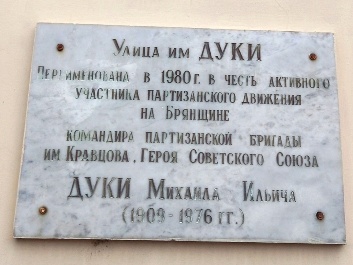 Улица им ДУКИ
Переименована в 1980г. в честь активного
участника партизанского движения
на Брянщине
командира партизанской бригады
им Кравцова, Героя Советского Союза
ДУКИ Михаила Ильича
(1909-1976 гг.)